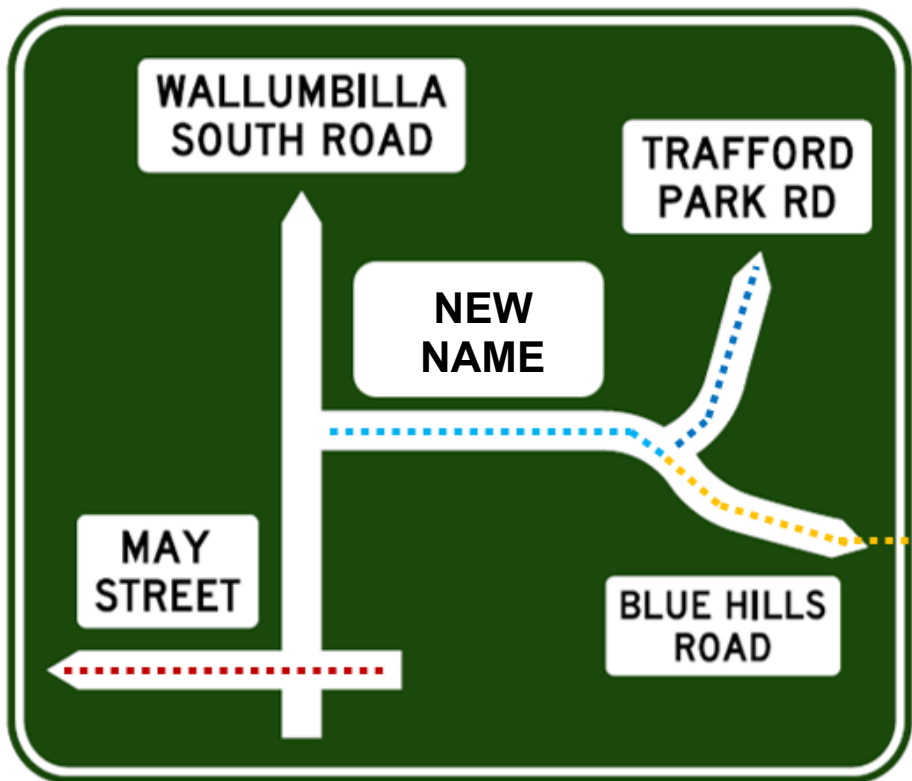 WALLUMBILLA
SOUTH ROAD
TRAFFORD
PARK RD
NEW
NAME
MAY
STREET
BLUE HILLS
ROAD